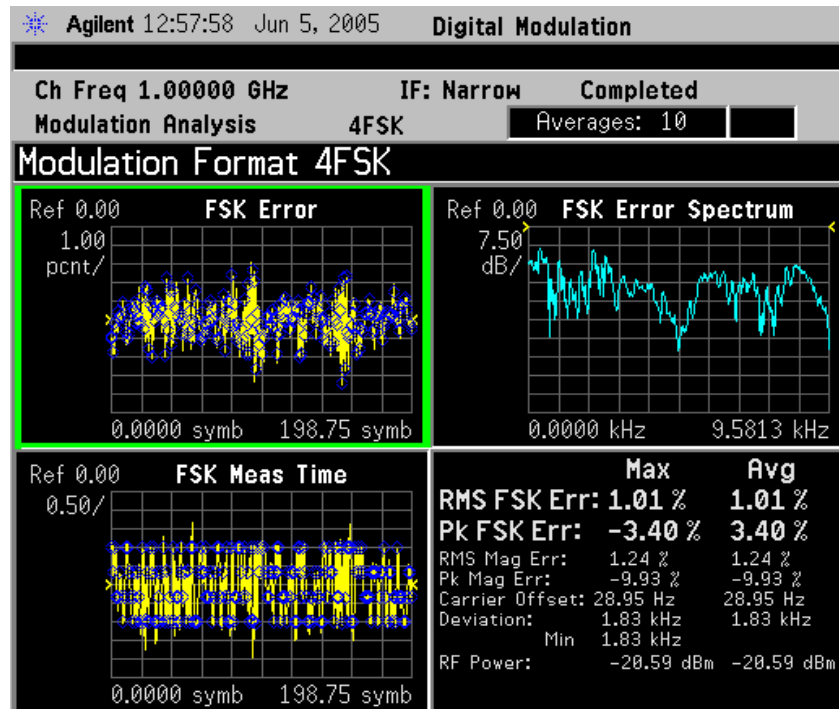 Agilent 12:57:58 Jun 5, 2005 Digital Modulation
Ch Freq 1.00000 GHz IF: Narrow Completed
Modulation Analysis 4FSK Averages: 10
Modulation Format 4FSK
Ref 0.00 FSK Error
1.00
pcnt/
0.0000 symb 198.75 symb
Ref 0.00 FSK Error Spectrum
7.50
dB/
0.0000 kHz 9.5813 kHz
Ref 0.00 FSK Meas Time
0.50/
0.0000 symb 198.75 symb
Max Avg
RMS FSK Err: 1.01 % 1.01 %
Pk FSK Err: -3.40 % 3.40 %
RMS Mag Err: 1.24 % 1.24 %
Pk Mag Err: -9.93 % -9.93 %
Carrier Offset: 28.95 Hz 28.95 Hz
Deviation: 1.83 kHz 1.83 kHz
Min 1.83 kHz
RF Power: -20.59 dBm -20.59 dBm